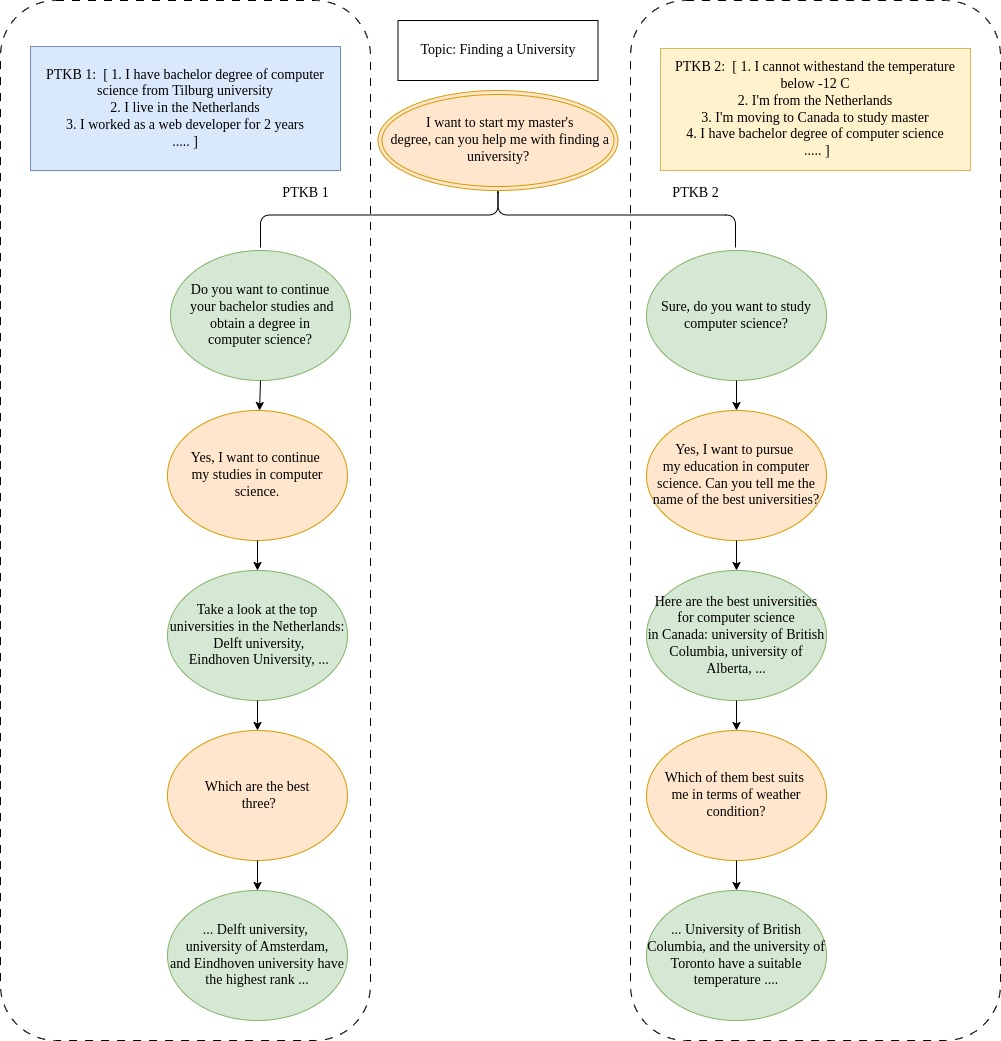 Topic: Finding a University
PTKB 1:  [ 1. I have bachelor degree of computer
science from Tilburg university
2. I live in the Netherlands
3. I worked as a web developer for 2 years
..... ]
I want to start my master's
degree, can you help me with finding a
university?
PTKB 2:  [ 1. I cannot withestand the temperature
below -12 C
2. I'm from the Netherlands
3. I'm moving to Canada to study master
4. I have bachelor degree of computer science
..... ]
PTKB 1
PTKB 2
Do you want to continue
your bachelor studies and
obtain a degree in
computer science?
Yes, I want to continue
my studies in computer
science.
Take a look at the top
universities in the Netherlands:
Delft university,
Eindhoven University, ...
Which are the best
three?
... Delft university,
university of Amsterdam,
and Eindhoven university have
the highest rank ...
Sure, do you want to study
computer science?
Yes, I want to pursue
my education in computer
science. Can you tell me the
name of the best universities?
Here are the best universities
for computer science
in Canada: university of British
Columbia, university of
Alberta, ...
Which of them best suits
me in terms of weather
condition?
... University of British
Columbia, and the university of
Toronto have a suitable
temperature ....